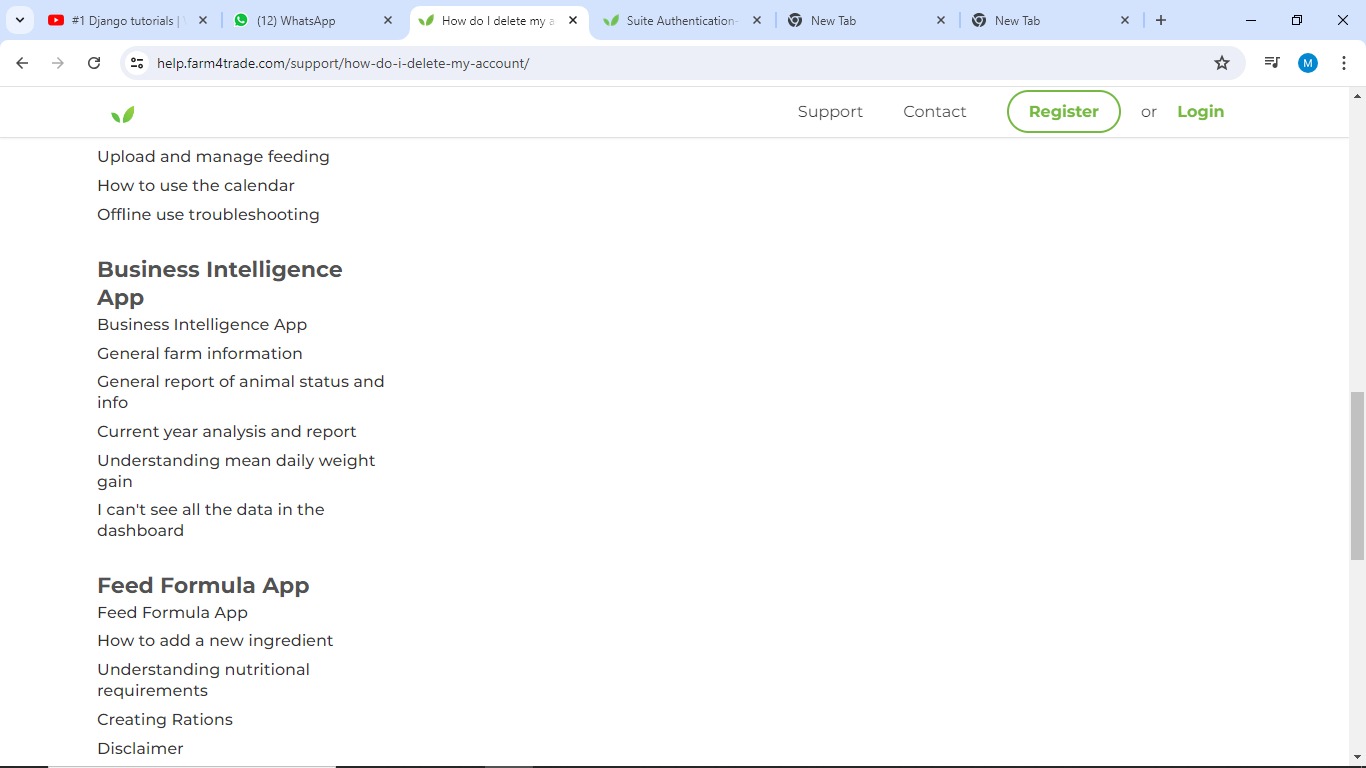 #1 Django tutorials |
(12) WhatsApp
How do I delete my a
Suite Authentication
New Tab
New Tab
help.farm4trade.com/support/how-do-i-delete-my-account/
M
Support
Contact
Register
or
Login
Upload and manage feeding
How to use the calendar
Offline use troubleshooting
Business Intelligence
App
Business Intelligence App
General farm information
General report of animal status and
info
Current year analysis and report
Understanding mean daily weight
gain
I can't see all the data in the
dashboard
Feed Formula App
Feed Formula App
How to add a new ingredient
Understanding nutritional
requirements
Creating Rations
Disclaimer